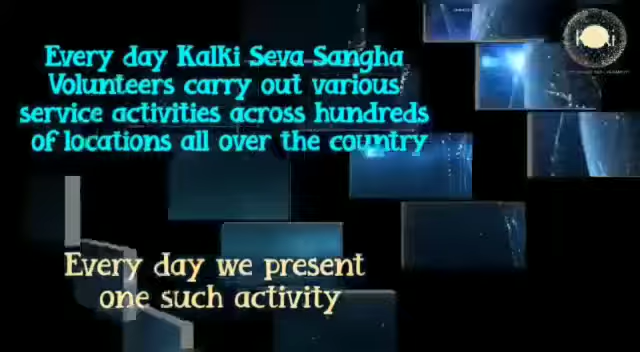 Every day Kalki Seva Sangha
Volunteers carry out various
service activities across hundreds
of locations all over the country
Every day we present
one such activity